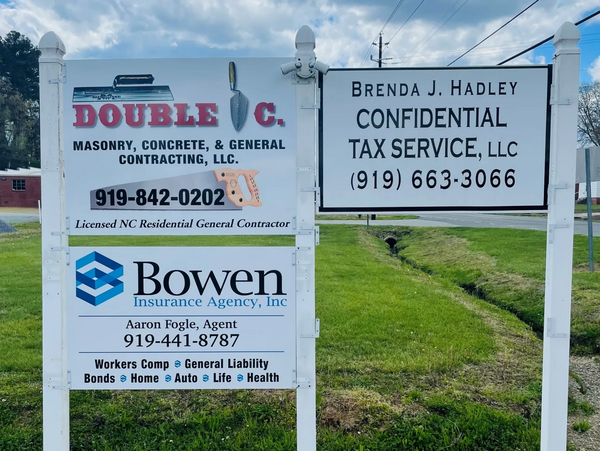 DOUBLE C.
MASONRY, CONCRETE, & GENERAL
CONTRACTING, LLC.
919-842-0202
Licensed NC Residential General Contractor
Bowen
Insurance Agency, Inc
Aaron Fogle, Agent
919-441-8787
Workers Comp General Liability
Bonds Home Auto Life Health
BRENDA J. HADLEY
CONFIDENTIAL
TAX SERVICE, LLC
(919) 663-3066